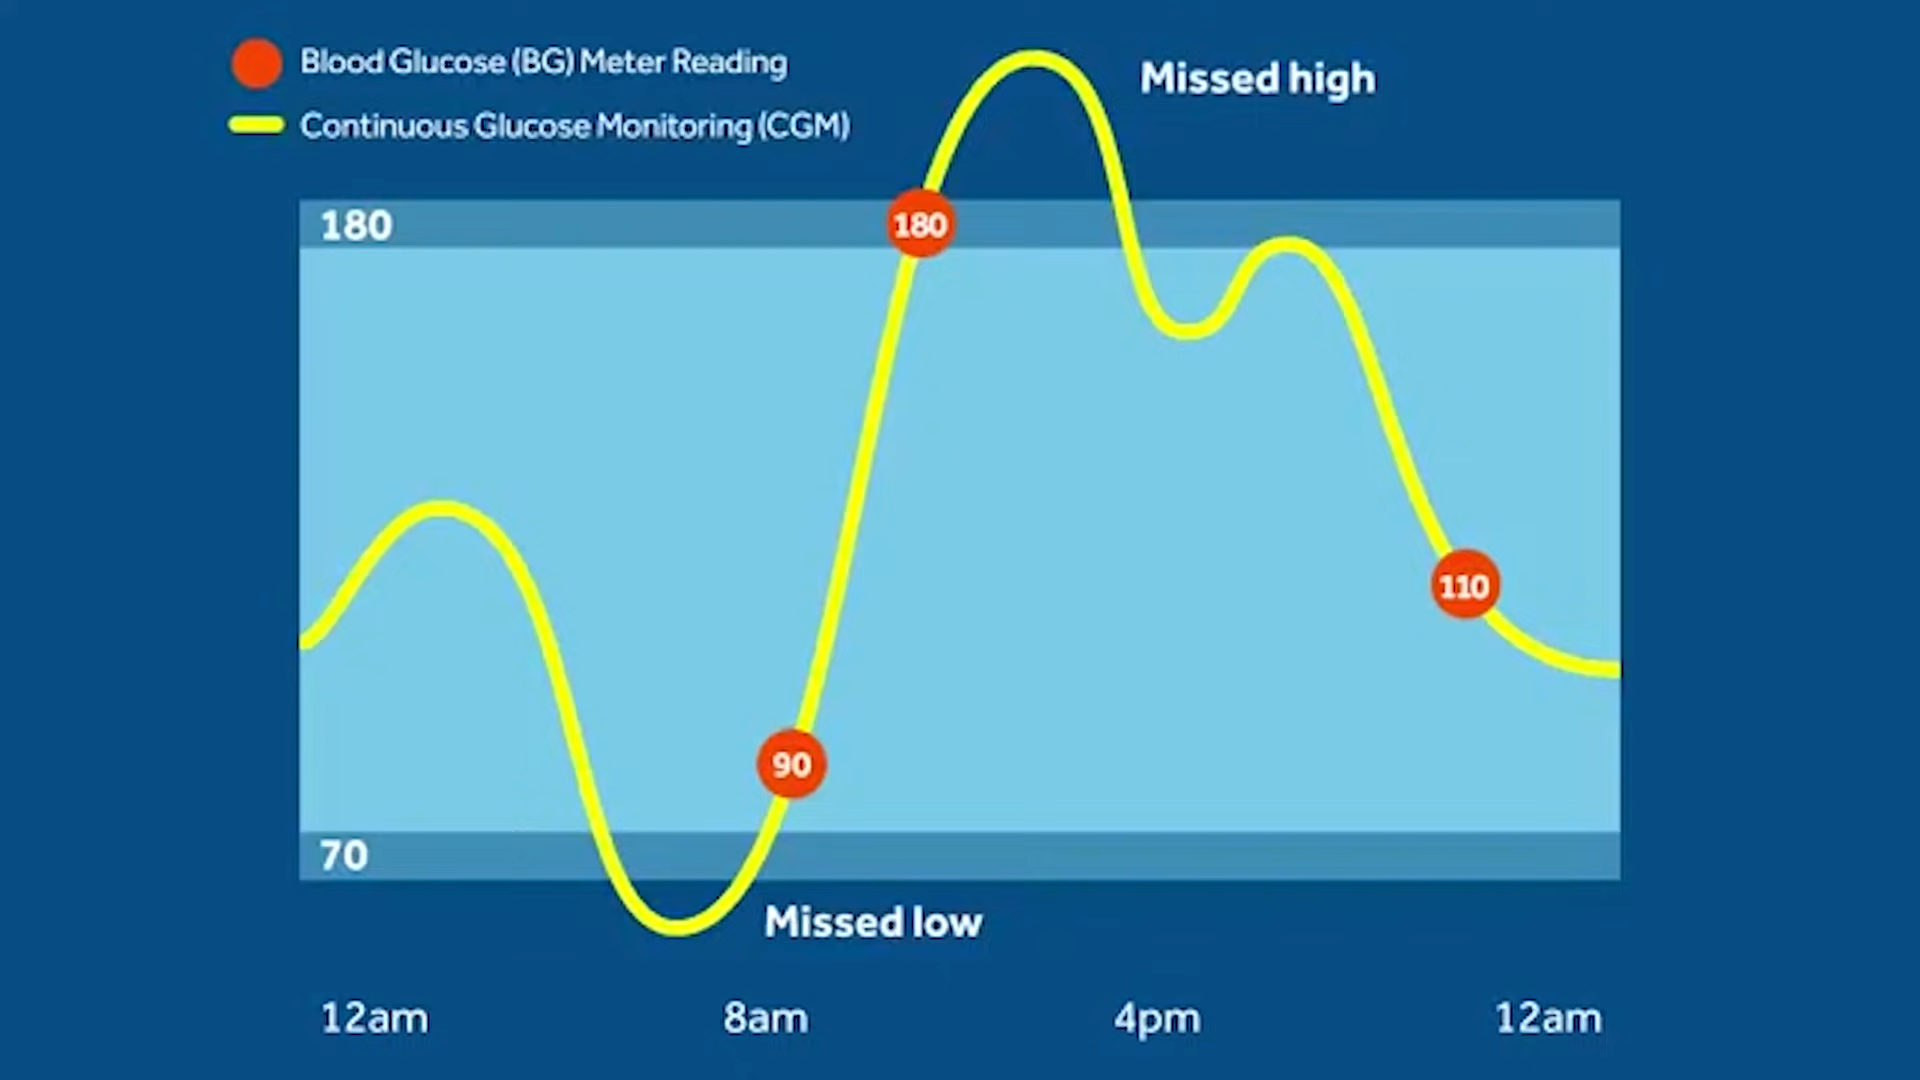 Blood Glucose (BG) Meter Reading
Continuous Glucose Monitoring (CGM)
Missed high
180
180
110
90
70
Missed low
12am 8am 4pm 12am